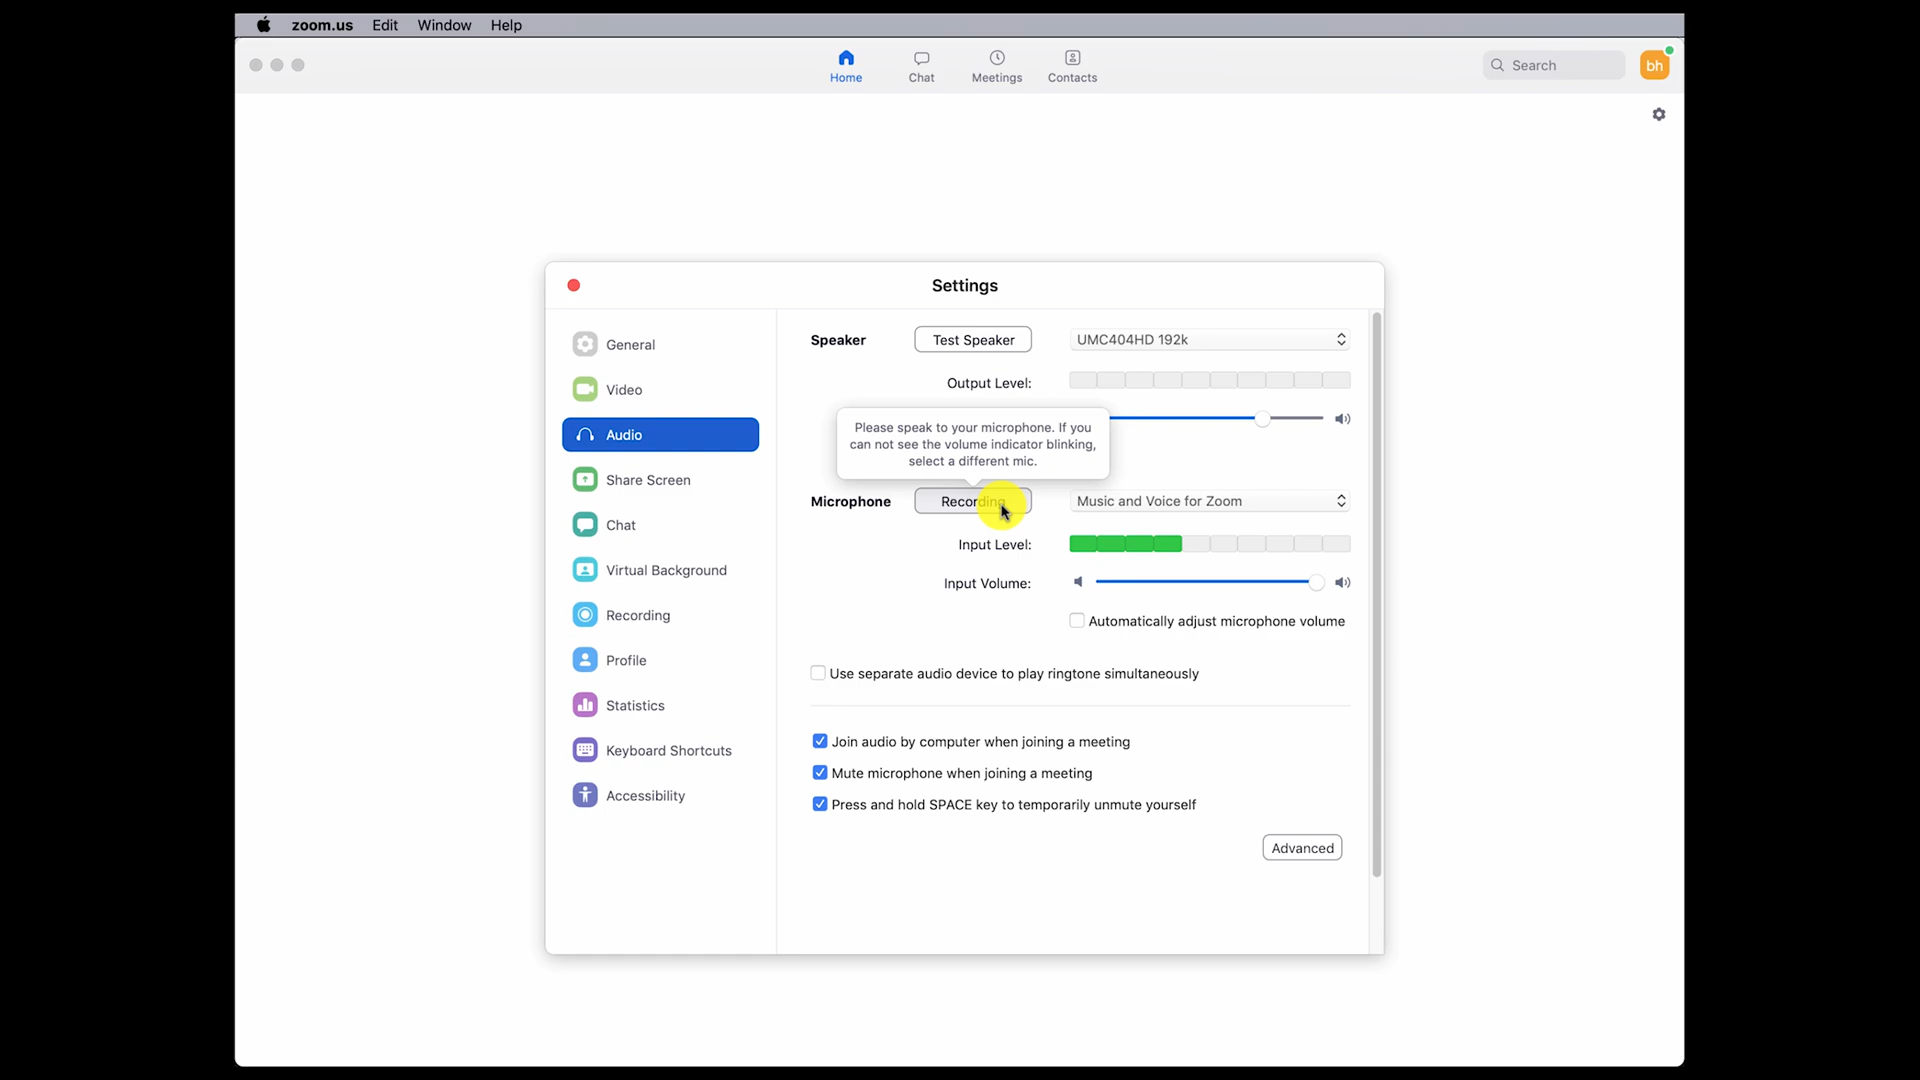 zoom.us Edit Window Help
Home Chat Meetings Contacts
Search
bh
Settings
General
Video
Audio
Share Screen
Chat
Virtual Background
Recording
Profile
Statistics
Keyboard Shortcuts
Accessibility
Speaker Test Speaker UMC404HD 192k
Output Level:
Please speak to your microphone. If you
can not see the volume indicator blinking,
select a different mic.
Microphone Recording Music and Voice for Zoom
Input Level:
Input Volume:
Automatically adjust microphone volume
Use separate audio device to play ringtone simultaneously
Join audio by computer when joining a meeting
Mute microphone when joining a meeting
Press and hold SPACE key to temporarily unmute yourself
Advanced